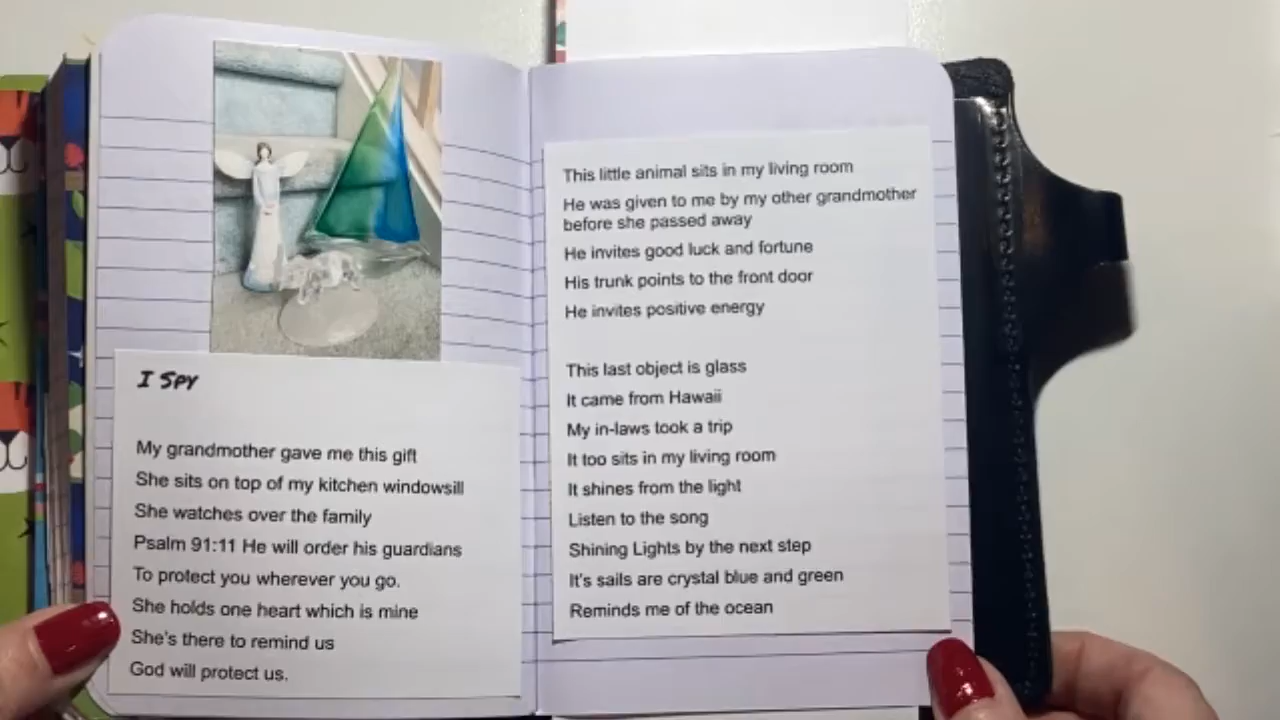 I SPY
My grandmother gave me this gift
She sits on top of my kitchen windowsill
She watches over the family
Psalm 91:11 He will order his guardians
To protect you wherever you go.
She holds one heart which is mine
She's there to remind us
God will protect us.
This little animal sits in my living room
He was given to me by my other grandmother
before she passed away
He invites good luck and fortune
His trunk points to the front door
He invites positive energy
This last object is glass
It came from Hawaii
My in-laws took a trip
It too sits in my living room
It shines from the light
Listen to the song
Shining Lights by the next step
It's sails are crystal blue and green
Reminds me of the ocean